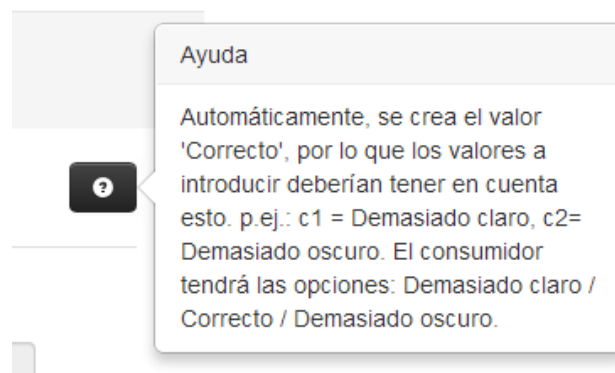 Ayuda
Automáticamente, se crea el valor
'Correcto', por lo que los valores a
introducir deberían tener en cuenta
esto. p.ej.: c1 = Demasiado claro, c2=
Demasiado oscuro. El consumidor
tendrá las opciones: Demasiado claro /
Correcto / Demasiado oscuro.